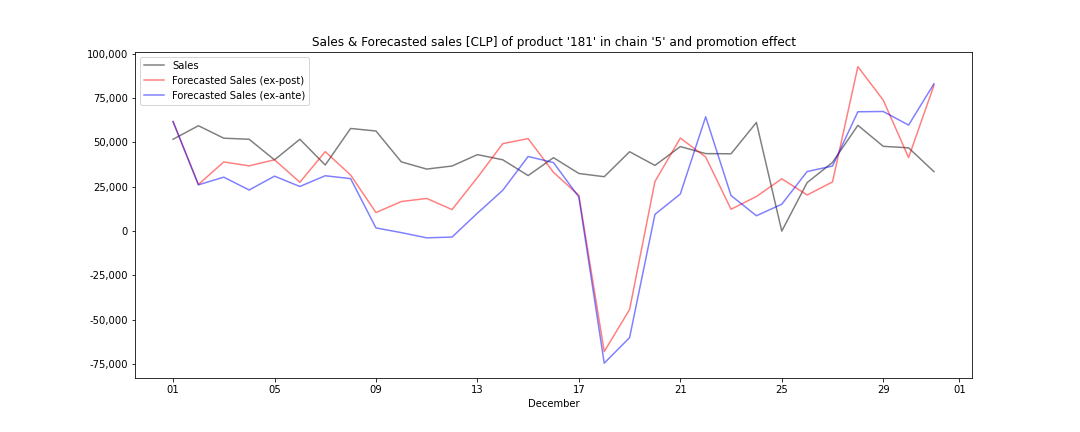 Sales & Forecasted sales [CLP] of product '181' in chain '5' and promotion effect
100,000
75,000
50,000
25,000
0
-25,000
-50,000
-75,000
Sales
Forecasted Sales (ex-post)
Forecasted Sales (ex-ante)
01 05 09 13 17 21 25 29 01
December